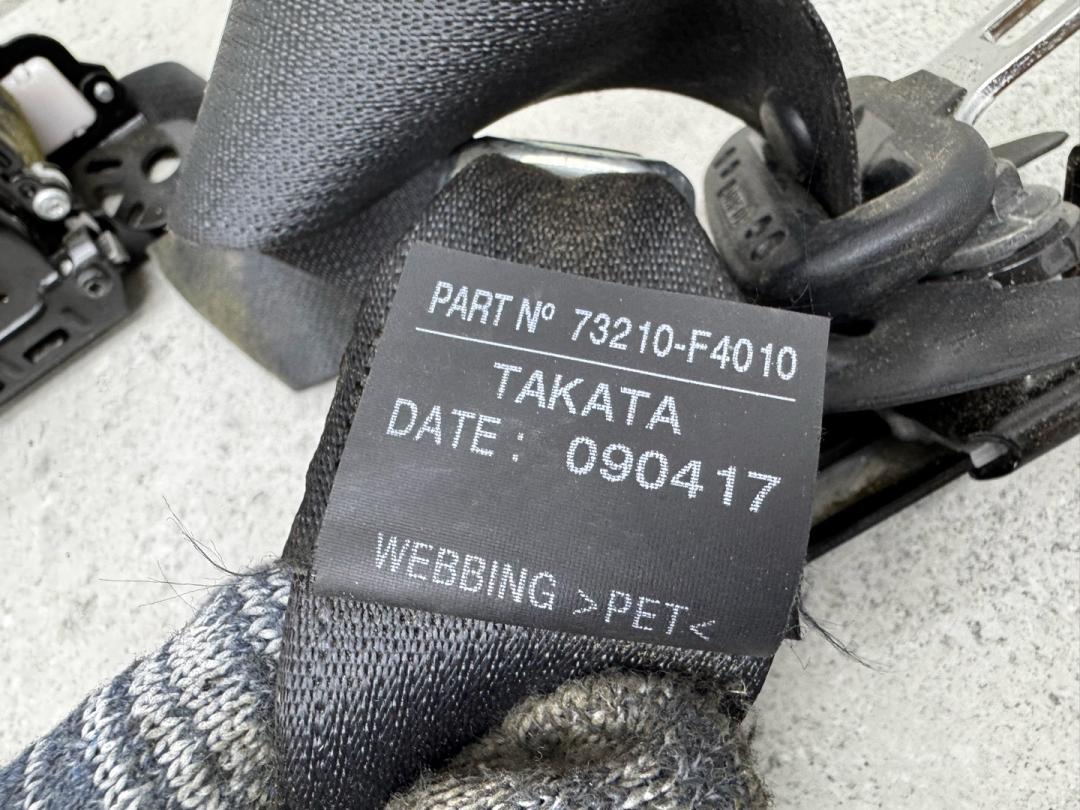 PART Nº 73210-F4010
TAKATA
DATE: 090417
WEBBING >PET<